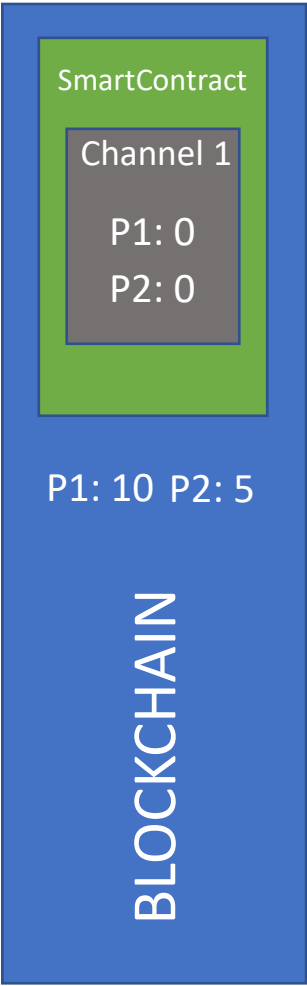 SmartContract
Channel 1
P1: 0
P2: 0
P1: 10 P2: 5
BLOCKCHAIN